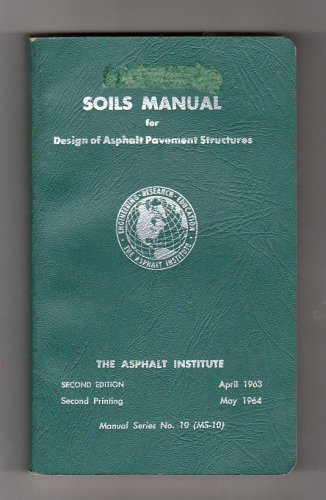 SOILS MANUAL
for
Design of Asphalt Pavement Structures
ENGINEERING-RESEARCH-EDUCATION
THE ASPHALT INSTITUTE
THE ASPHALT INSTITUTE
SECOND EDITION April 1963
Second Printing May 1964
Manual Series No. 10 (MS-10)